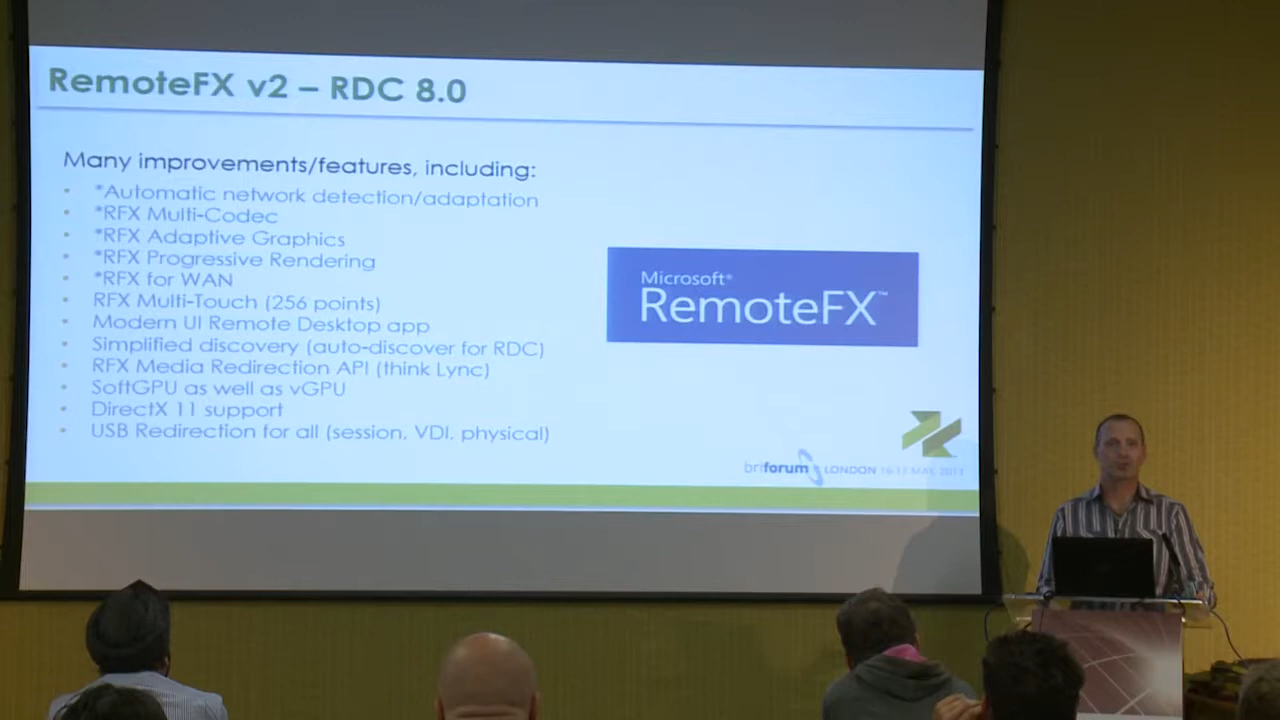 RemoteFX v2 – RDC 8.0
Many improvements/features, including:
• *Automatic network detection/adaptation
• *RFX Multi-Codec
• *RFX Adaptive Graphics
• *RFX Progressive Rendering
• *RFX for WAN
• RFX Multi-Touch (256 points)
• Modern UI Remote Desktop app
• Simplified discovery (auto-discover for RDC)
• RFX Media Redirection API (think Lync)
• SoftGPU as well as vGPU
• DirectX 11 support
• USB Redirection for all (session, VDI, physical)
Microsoft®
RemoteFX™
briforum LONDON 16-17 MAY,